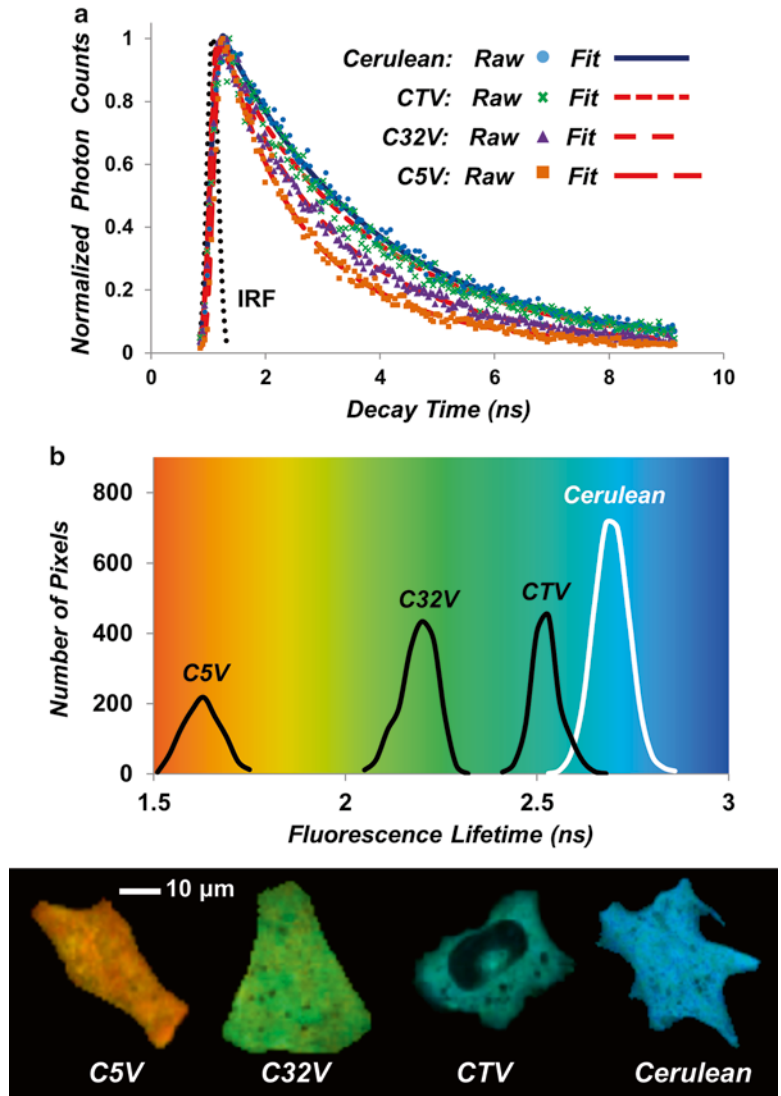 a
Normalized Photon Counts
1
0.8
0.6
0.4
0.2
0
Cerulean: Raw Fit
CTV: Raw Fit
C32V: Raw Fit
C5V: Raw Fit
IRF
0 2 4 6 8 10
Decay Time (ns)
b
Number of Pixels
800
600
400
200
0
Cerulean
C32V
CTV
C5V
1.5 2 2.5 3
Fluorescence Lifetime (ns)
10 µm
C5V C32V CTV Cerulean